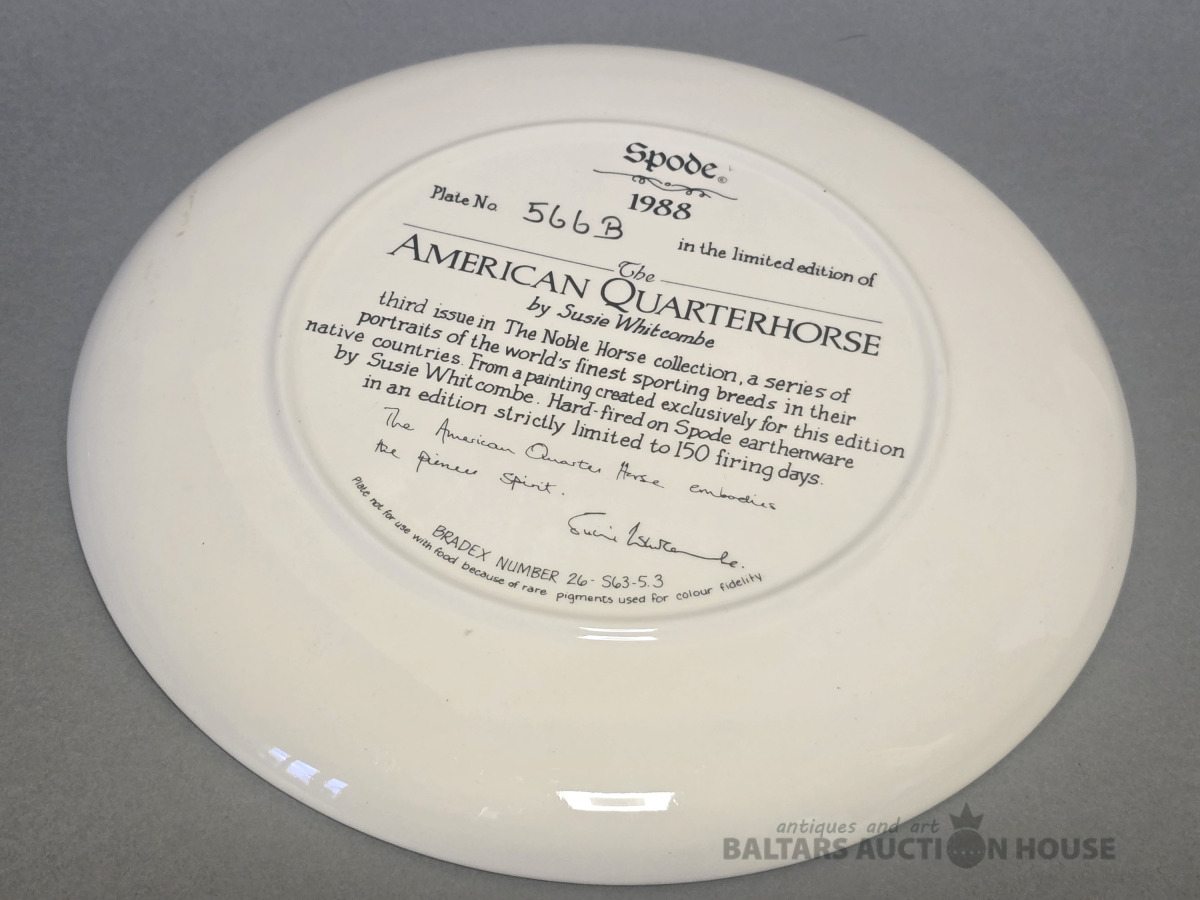 Spode®
1988
Plate No. 566B in the limited edition of
The
AMERICAN QUARTERHORSE
by Susie Whitcombe
third issue in The Noble Horse collection, a series of
portraits of the world's finest sporting breeds in their
native countries. From a painting created exclusively for this edition
by Susie Whitcombe. Hard-fired on Spode earthenware
in an edition strictly limited to 150 firing days.
The American Quarter Horse embodies
the pioneer spirit.
Susie Whitcombe.
BRADEX NUMBER 26-S63-5.3
Plate not for use with food because of rare pigments used for colour fidelity
antiques and art
BALTARS AUCTION HOUSE